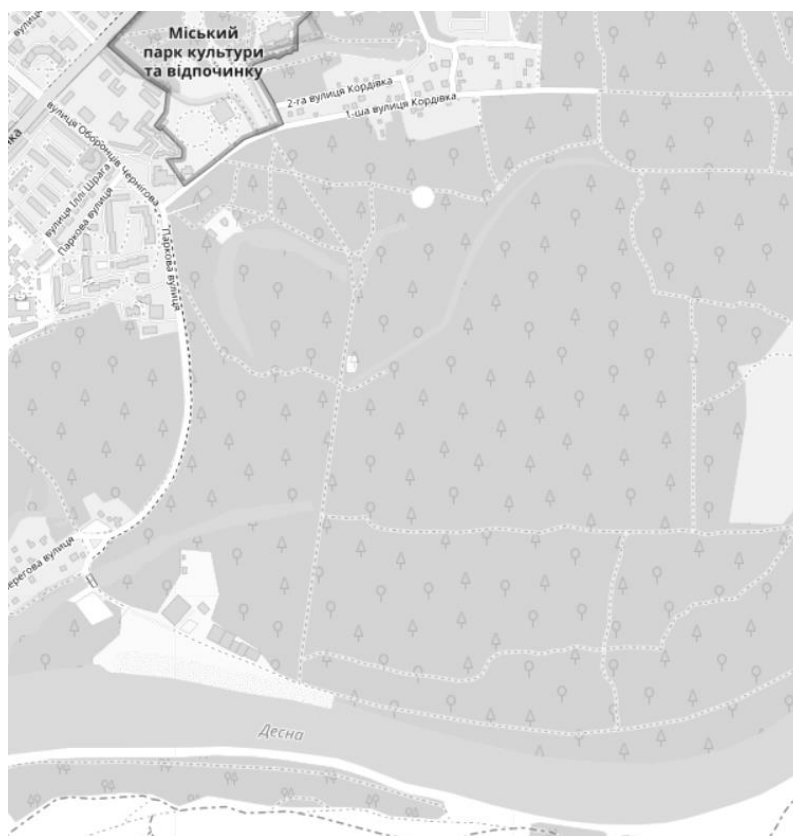 Міський
парк культури
та відпочинку
2-га вулиця Кордівка
1-ша вулиця Кордівка
вулиця Оборонців Чернігова
вулиця Іллі Шрага
Паркова вулиця
Паркова вулиця
ерегова вулиця
Десна